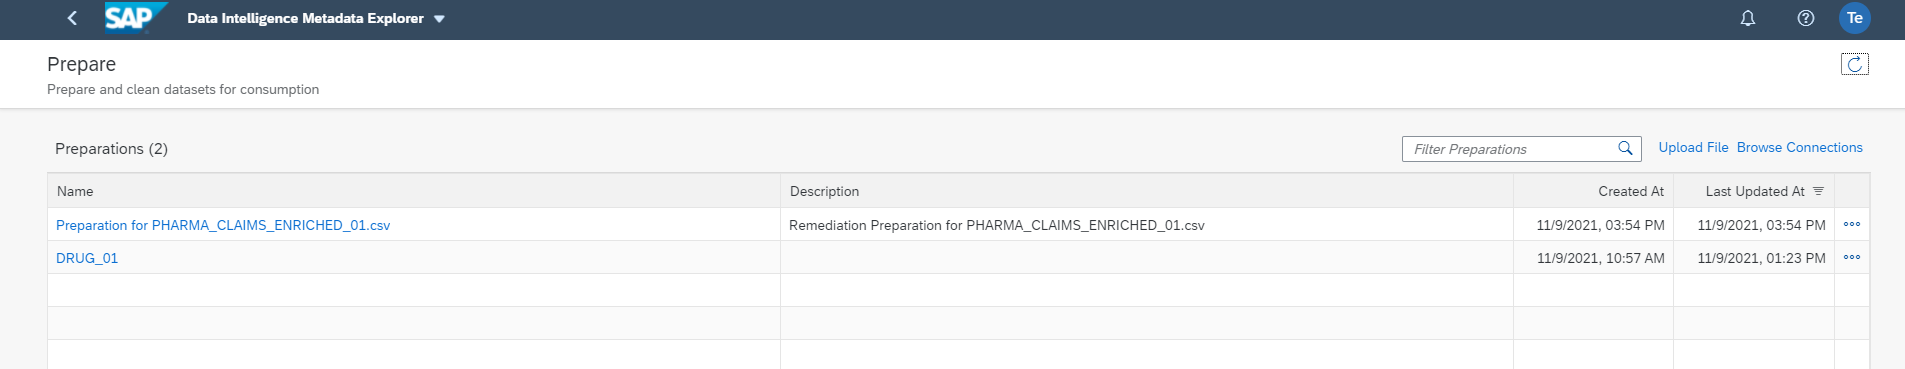 SAP Data Intelligence Metadata Explorer Te
Prepare
Prepare and clean datasets for consumption
Preparations (2) Filter Preparations Upload File Browse Connections
Name Description Created At Last Updated At
Preparation for PHARMA_CLAIMS_ENRICHED_01.csv Remediation Preparation for PHARMA_CLAIMS_ENRICHED_01.csv 11/9/2021, 03:54 PM 11/9/2021, 03:54 PM
DRUG_01 11/9/2021, 10:57 AM 11/9/2021, 01:23 PM